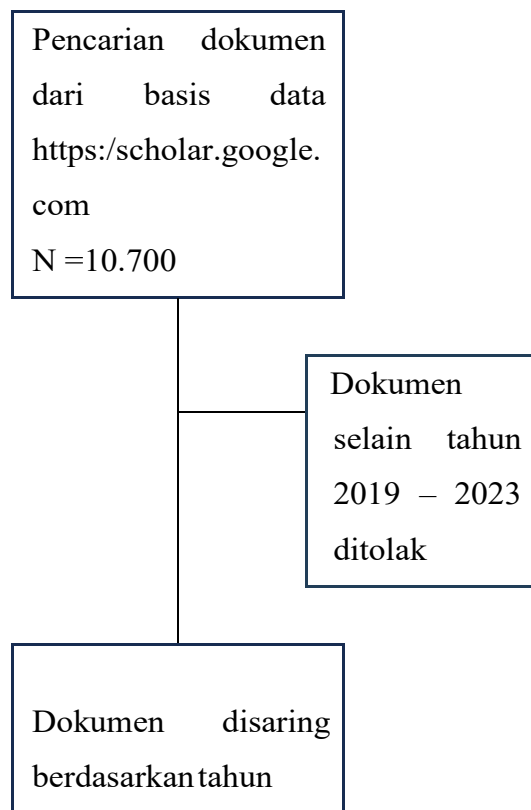 Pencarian dokumen
dari basis data
https:/scholar.google.
com
N =10.700
Dokumen
selain tahun
2019 – 2023
ditolak
Dokumen disaring
berdasarkan tahun